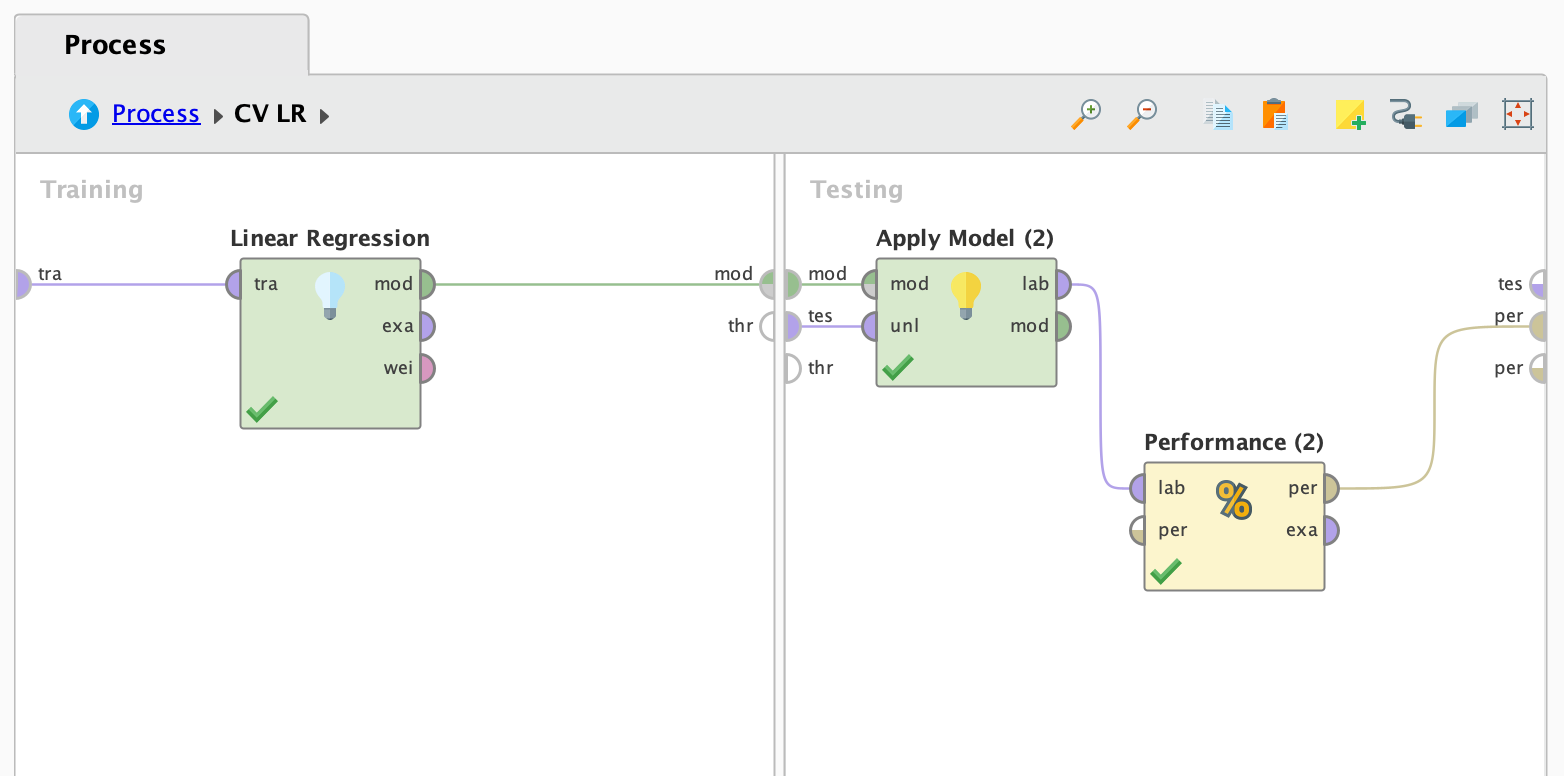 Process
Process CV LR
Training
Testing
Linear Regression
Apply Model (2)
tra
tra
mod
mod
mod
mod
lab
tes
exa
thr
tes
unl
mod
per
wei
thr
per
Performance (2)
lab
per
per
exa